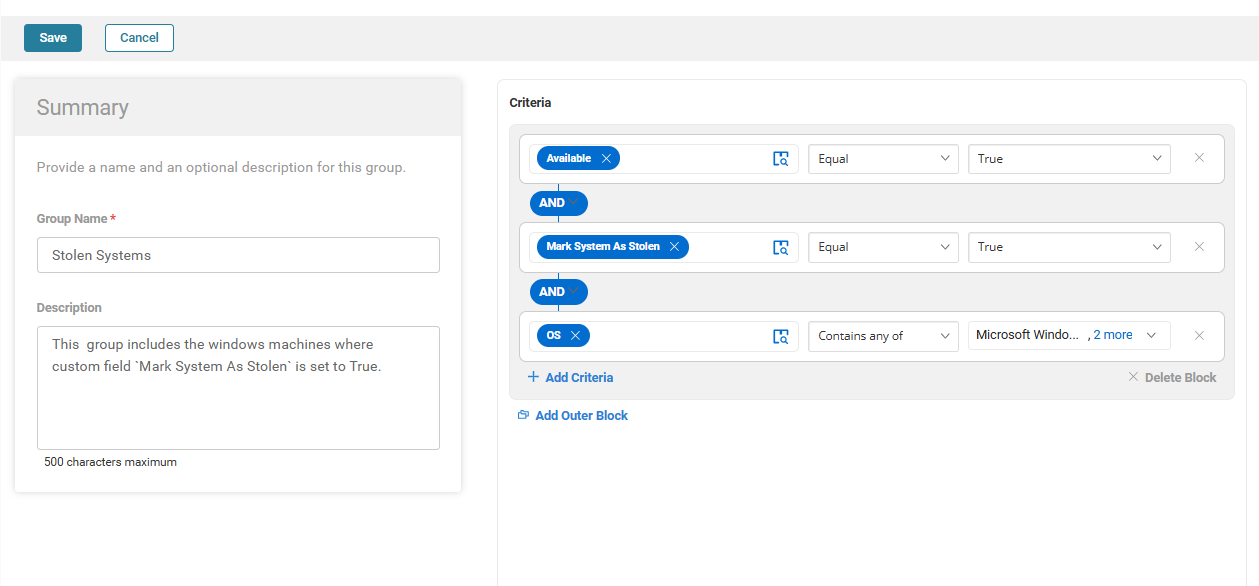 Save Cancel
Summary
Provide a name and an optional description for this group.
Group Name *
Stolen Systems
Description
This  group includes the windows machines where
custom field `Mark System As Stolen` is set to True.
500 characters maximum
Criteria
Available Equal True
AND
Mark System As Stolen Equal True
AND
OS Contains any of Microsoft Windo... , 2 more
Add Criteria Delete Block
Add Outer Block